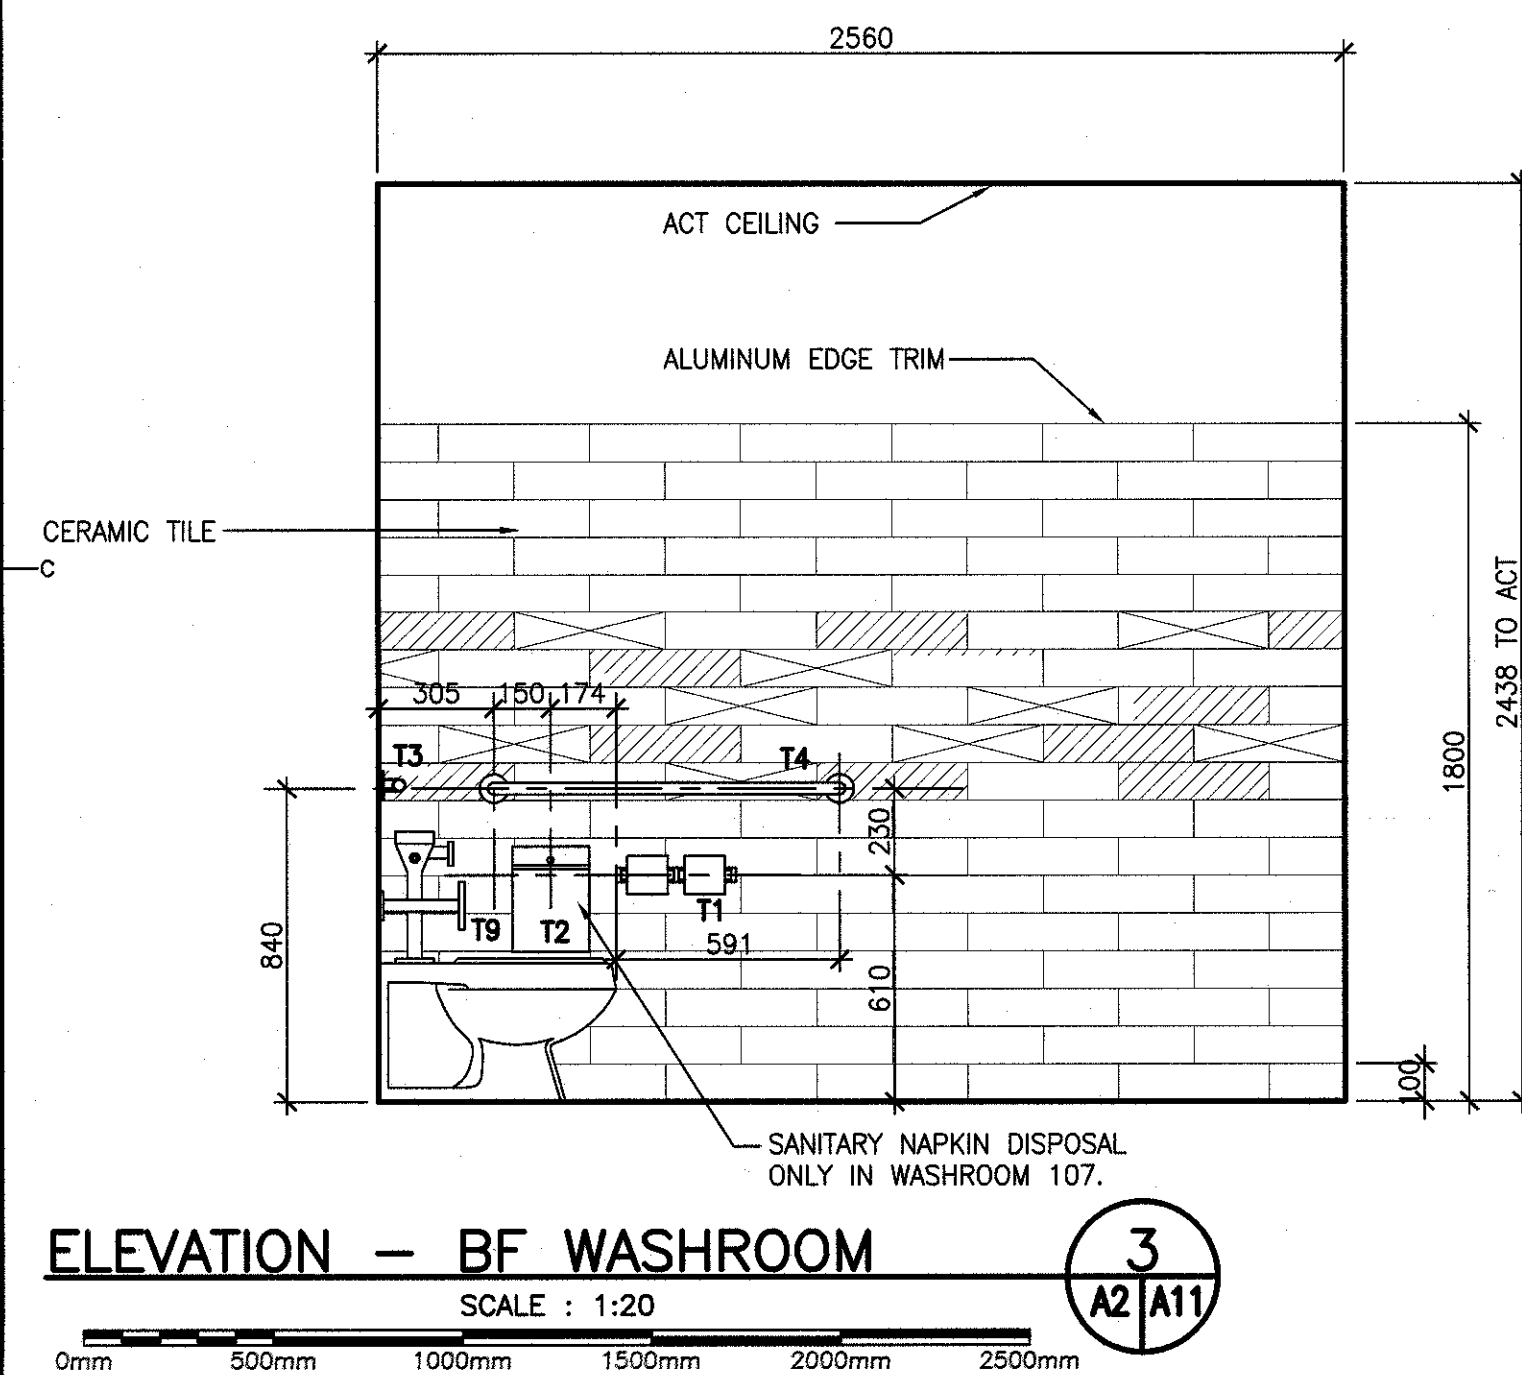 2560
ACT CEILING
ALUMINUM EDGE TRIM
CERAMIC TILE
C
2438 TO ACT
1800
305 150 174
T3
T4
230
840
T9
T2
T1
591
610
100
SANITARY NAPKIN DISPOSAL
ONLY IN WASHROOM 107.
ELEVATION - BF WASHROOM
3
A2 A11
SCALE : 1:20
0mm 500mm 1000mm 1500mm 2000mm 2500mm